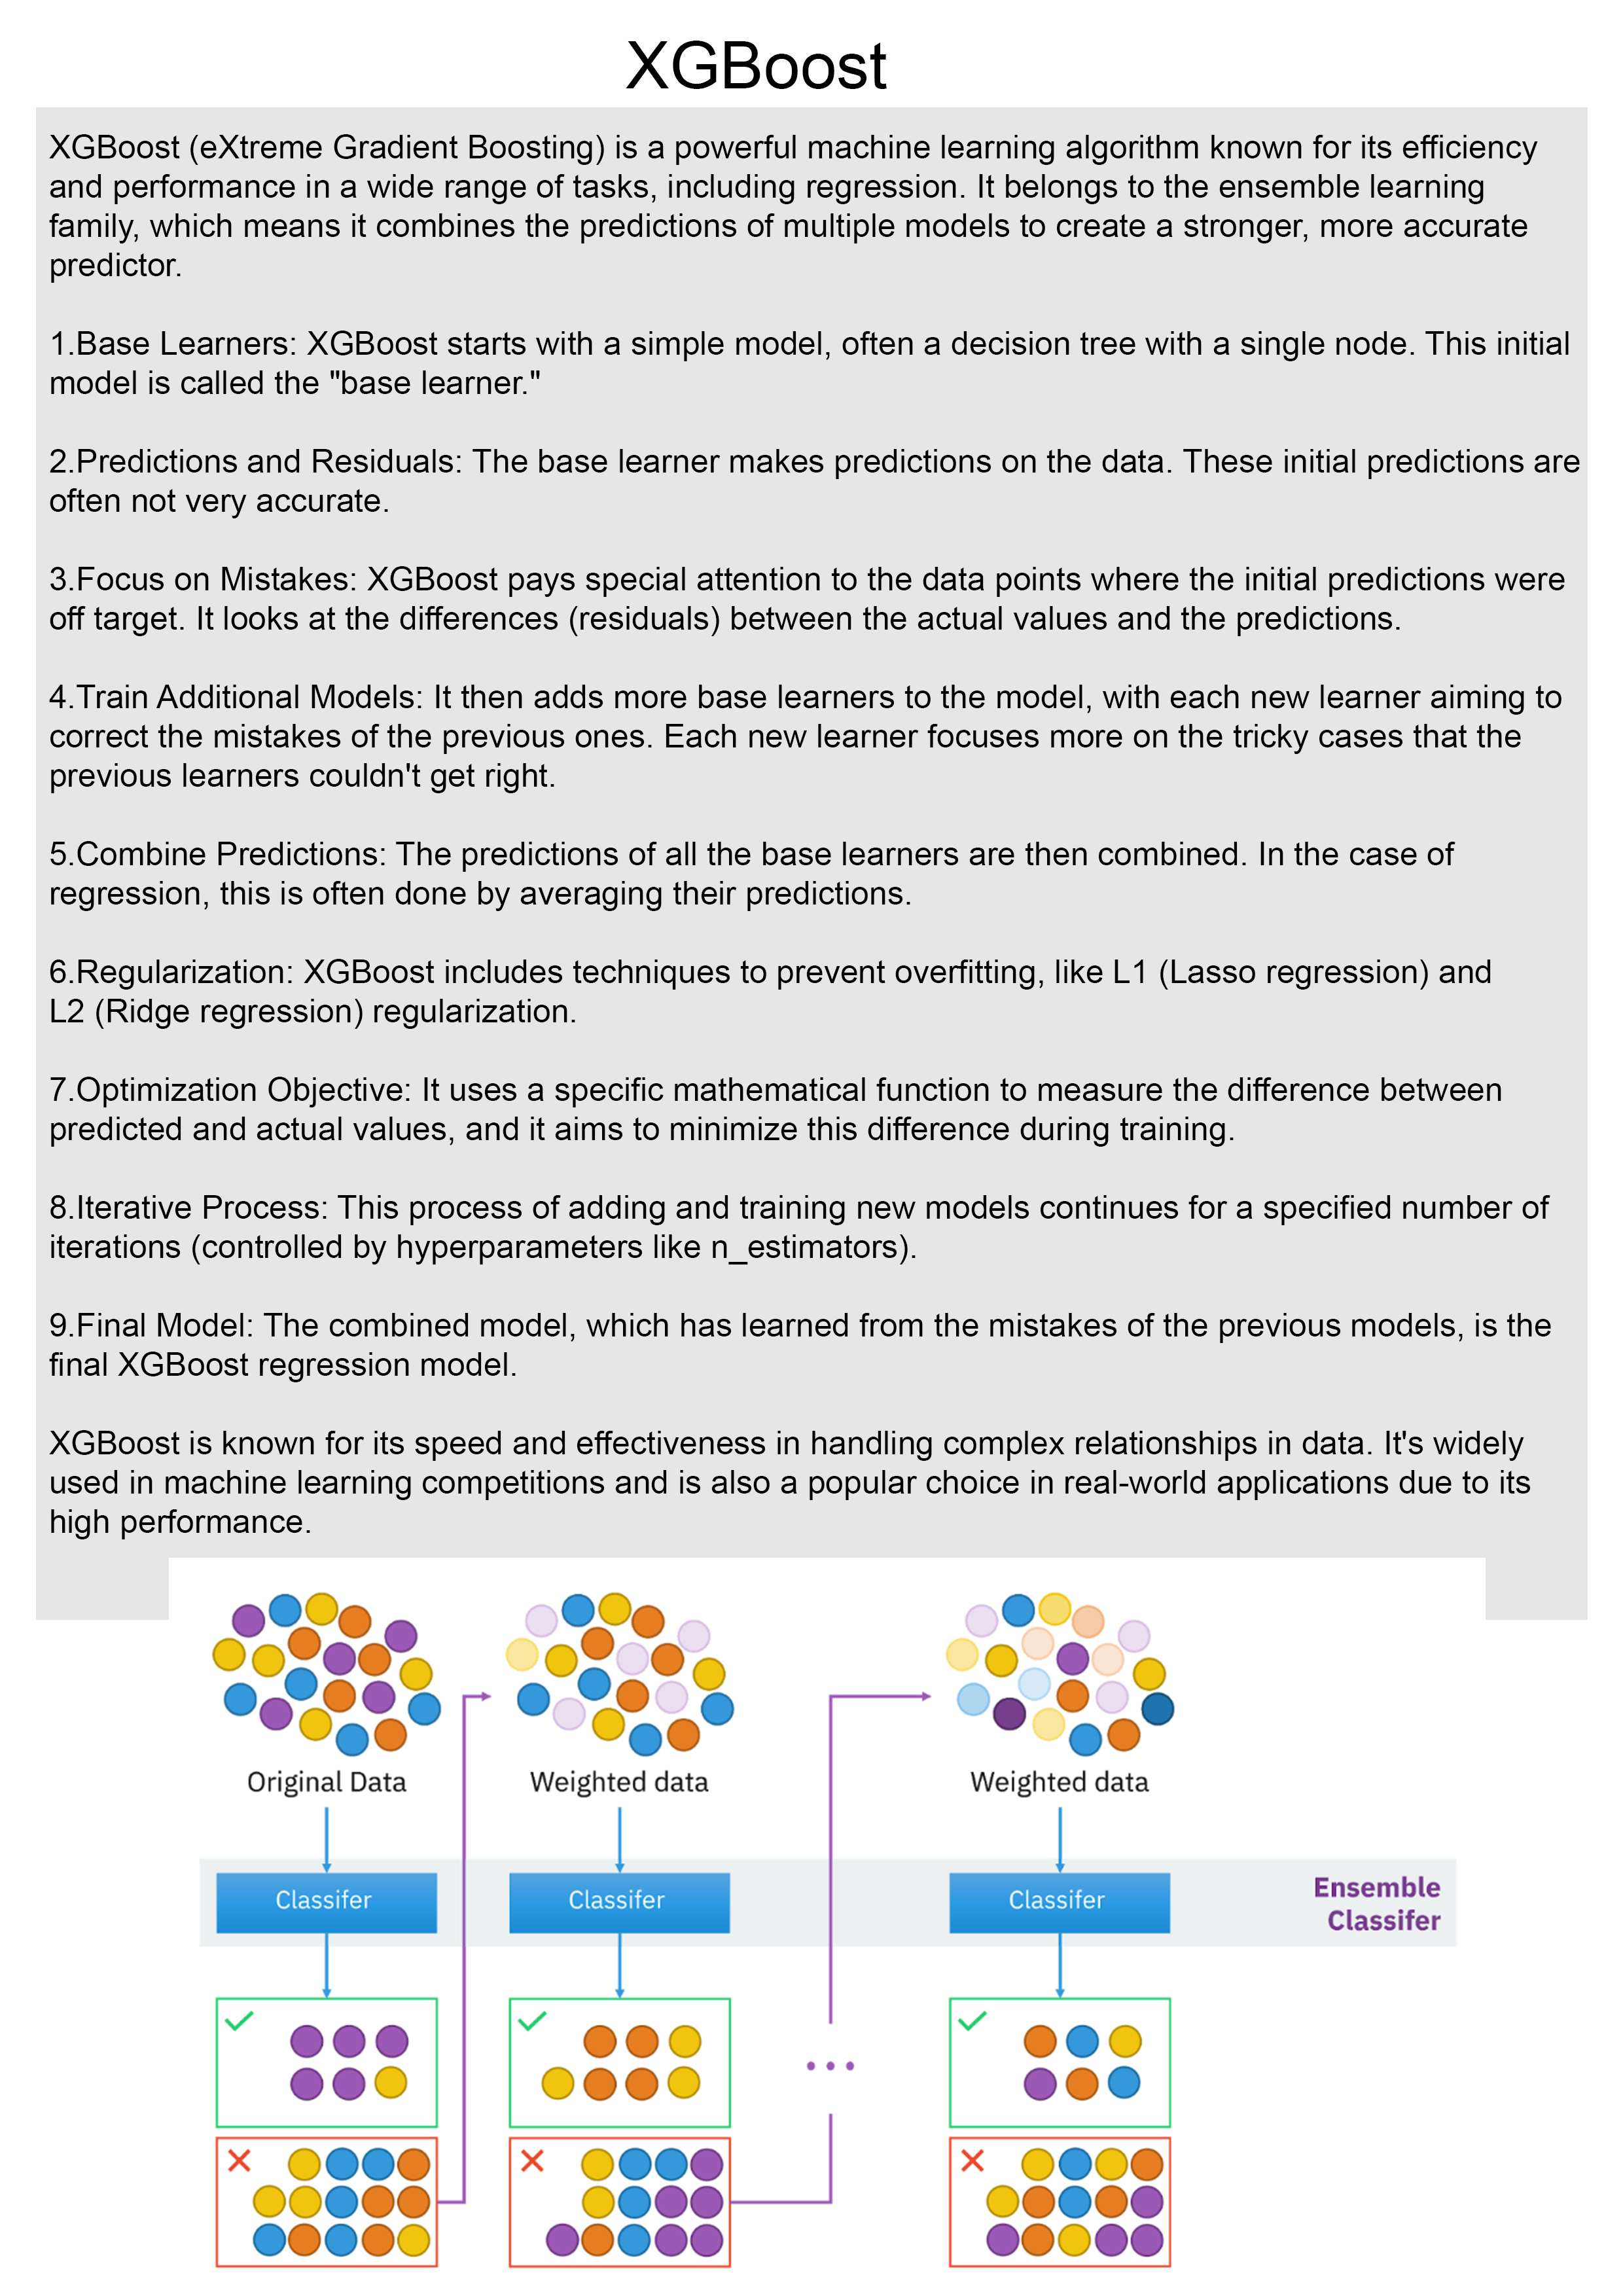 XGBoost
XGBoost (eXtreme Gradient Boosting) is a powerful machine learning algorithm known for its efficiency
and performance in a wide range of tasks, including regression. It belongs to the ensemble learning
family, which means it combines the predictions of multiple models to create a stronger, more accurate
predictor.
1.Base Learners: XGBoost starts with a simple model, often a decision tree with a single node. This initial
model is called the "base learner."
2.Predictions and Residuals: The base learner makes predictions on the data. These initial predictions are
often not very accurate.
3.Focus on Mistakes: XGBoost pays special attention to the data points where the initial predictions were
off target. It looks at the differences (residuals) between the actual values and the predictions.
4.Train Additional Models: It then adds more base learners to the model, with each new learner aiming to
correct the mistakes of the previous ones. Each new learner focuses more on the tricky cases that the
previous learners couldn't get right.
5.Combine Predictions: The predictions of all the base learners are then combined. In the case of
regression, this is often done by averaging their predictions.
6.Regularization: XGBoost includes techniques to prevent overfitting, like L1 (Lasso regression) and
L2 (Ridge regression) regularization.
7.Optimization Objective: It uses a specific mathematical function to measure the difference between
predicted and actual values, and it aims to minimize this difference during training.
8.Iterative Process: This process of adding and training new models continues for a specified number of
iterations (controlled by hyperparameters like n_estimators).
9.Final Model: The combined model, which has learned from the mistakes of the previous models, is the
final XGBoost regression model.
XGBoost is known for its speed and effectiveness in handling complex relationships in data. It's widely
used in machine learning competitions and is also a popular choice in real-world applications due to its
high performance.
Original Data
Weighted data
Weighted data
Classifer
Classifer
Classifer
Ensemble
Classifer